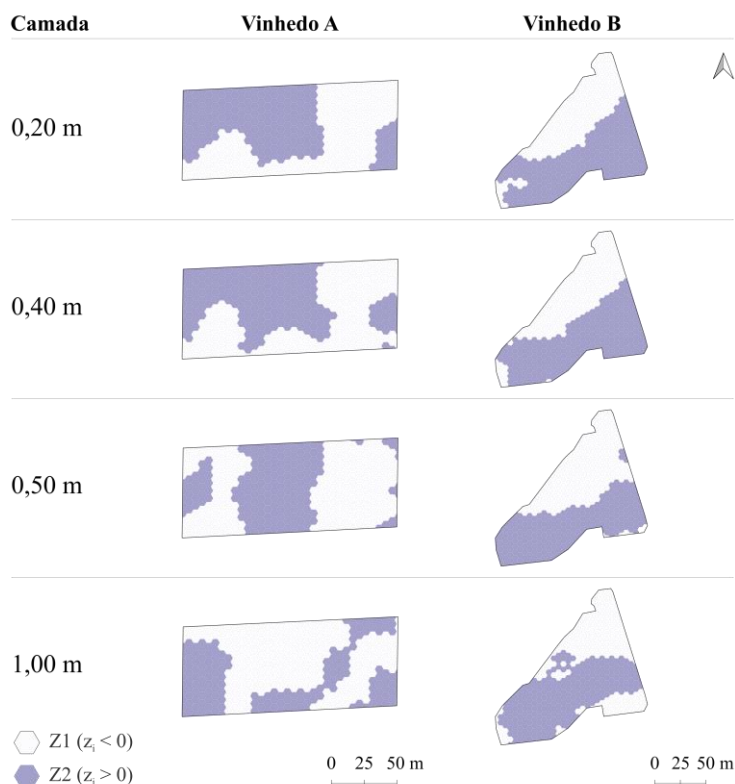 Camada Vinhedo A Vinhedo B
0,20 m
0,40 m
0,50 m
1,00 m
Z1 (zᵢ < 0)
Z2 (zᵢ > 0)
0 25 50 m
0 25 50 m